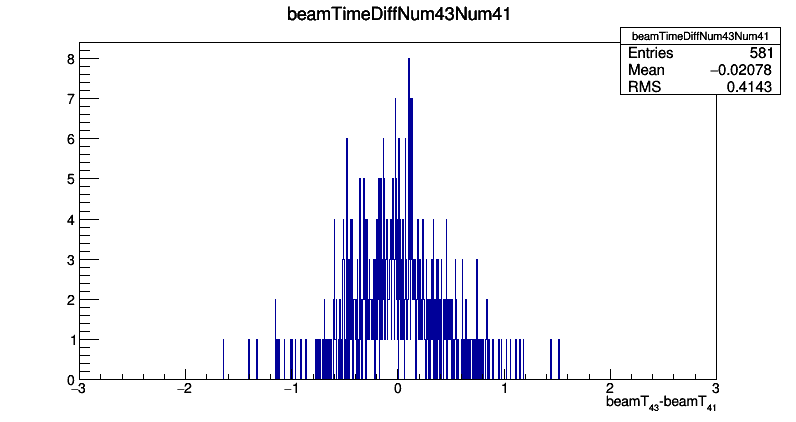 beamTimeDiffNum43Num41
beamTimeDiffNum43Num41
Entries 581
Mean −0.02078
RMS 0.4143
8
7
6
5
4
3
2
1
0
−3 −2 −1 0 1 2 3
beamT43-beamT41